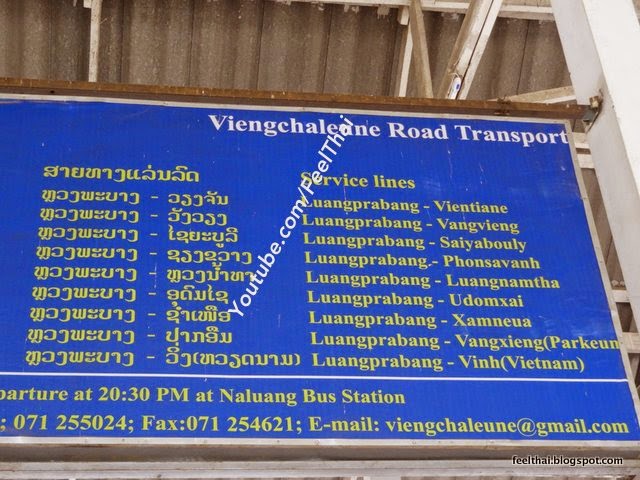 Viengchaleune Road Transport
ສາຍທາງແລ່ນລົດ Service lines
ຫຼວງພະບາງ - ວຽງຈັນ Luangprabang - Vientiane
ຫຼວງພະບາງ - ວັງວຽງ Luangprabang - Vangvieng
ຫຼວງພະບາງ - ໄຊຍະບູລີ Luangprabang - Saiyabouly
ຫຼວງພະບາງ - ຊຽງຂວາງ Luangprabang.- Phonsavanh
ຫຼວງພະບາງ - ຫຼວງນ້ຳທາ Luangprabang - Luangnamtha
ຫຼວງພະບາງ - ອຸດົມໄຊ Luangprabang - Udomxai
ຫຼວງພະບາງ - ຊຳເໜືອ Luangprabang - Xamneua
ຫຼວງພະບາງ - ປາກອືມ Luangprabang - Vangxieng(Parkeun
ຫຼວງພະບາງ - ວິງ(ຫວຽດນາມ) Luangprabang - Vinh(Vietnam)
parture at 20:30 PM at Naluang Bus Station
; 071 255024; Fax:071 254621; E-mail: viengchaleune@gmail.com
Youtube.com/FeelThai
feelthai.blogspot.com